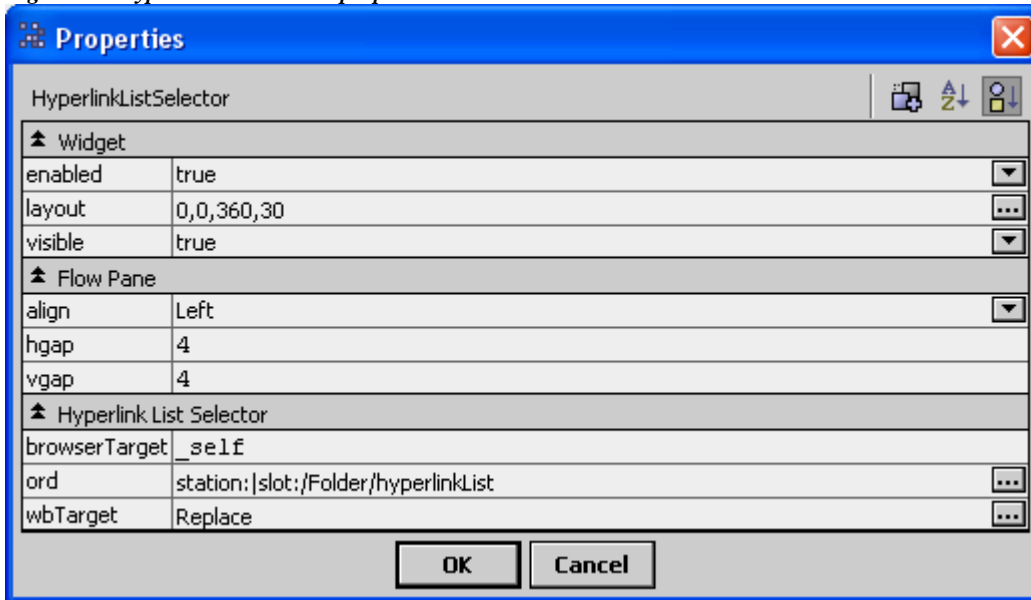 Properties
HyperlinkListSelector
Widget
enabled true
layout 0,0,360,30
visible true
Flow Pane
align Left
hgap 4
vgap 4
Hyperlink List Selector
browserTarget _self
ord station:|slot:/Folder/hyperlinkList
wbTarget Replace
OK Cancel